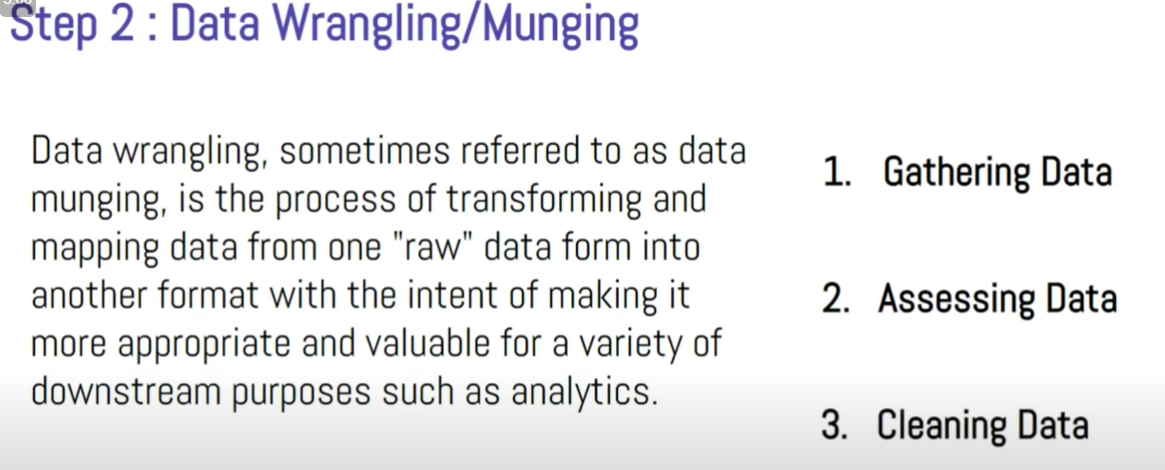 Step 2 : Data Wrangling/Munging
Data wrangling, sometimes referred to as data
munging, is the process of transforming and
mapping data from one "raw" data form into
another format with the intent of making it
more appropriate and valuable for a variety of
downstream purposes such as analytics.
1. Gathering Data
2. Assessing Data
3. Cleaning Data